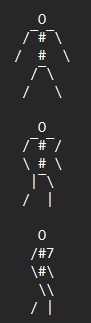 O
  /‾#‾\
 /  #  \
   /‾\
  /   \

    O
  /‾#‾/
  \ # \
   |‾\
  /  |

    O
   /#7
   \#\
    \\
   / |